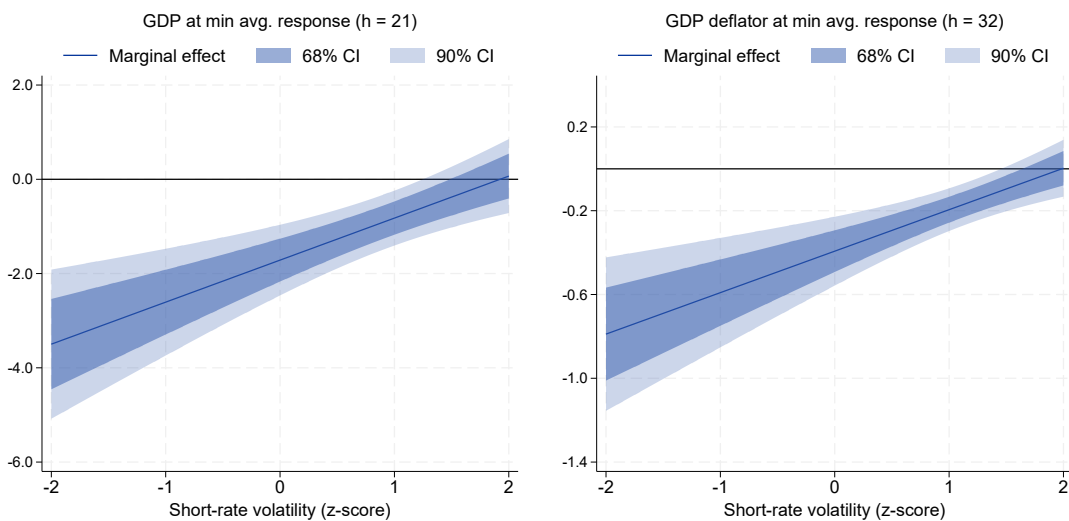 GDP at min avg. response (h = 21)
Marginal effect 68% CI 90% CI
2.0
0.0
-2.0
-4.0
-6.0
-2 -1 0 1 2
Short-rate volatility (z-score)
GDP deflator at min avg. response (h = 32)
Marginal effect 68% CI 90% CI
0.2
-0.2
-0.6
-1.0
-1.4
-2 -1 0 1 2
Short-rate volatility (z-score)